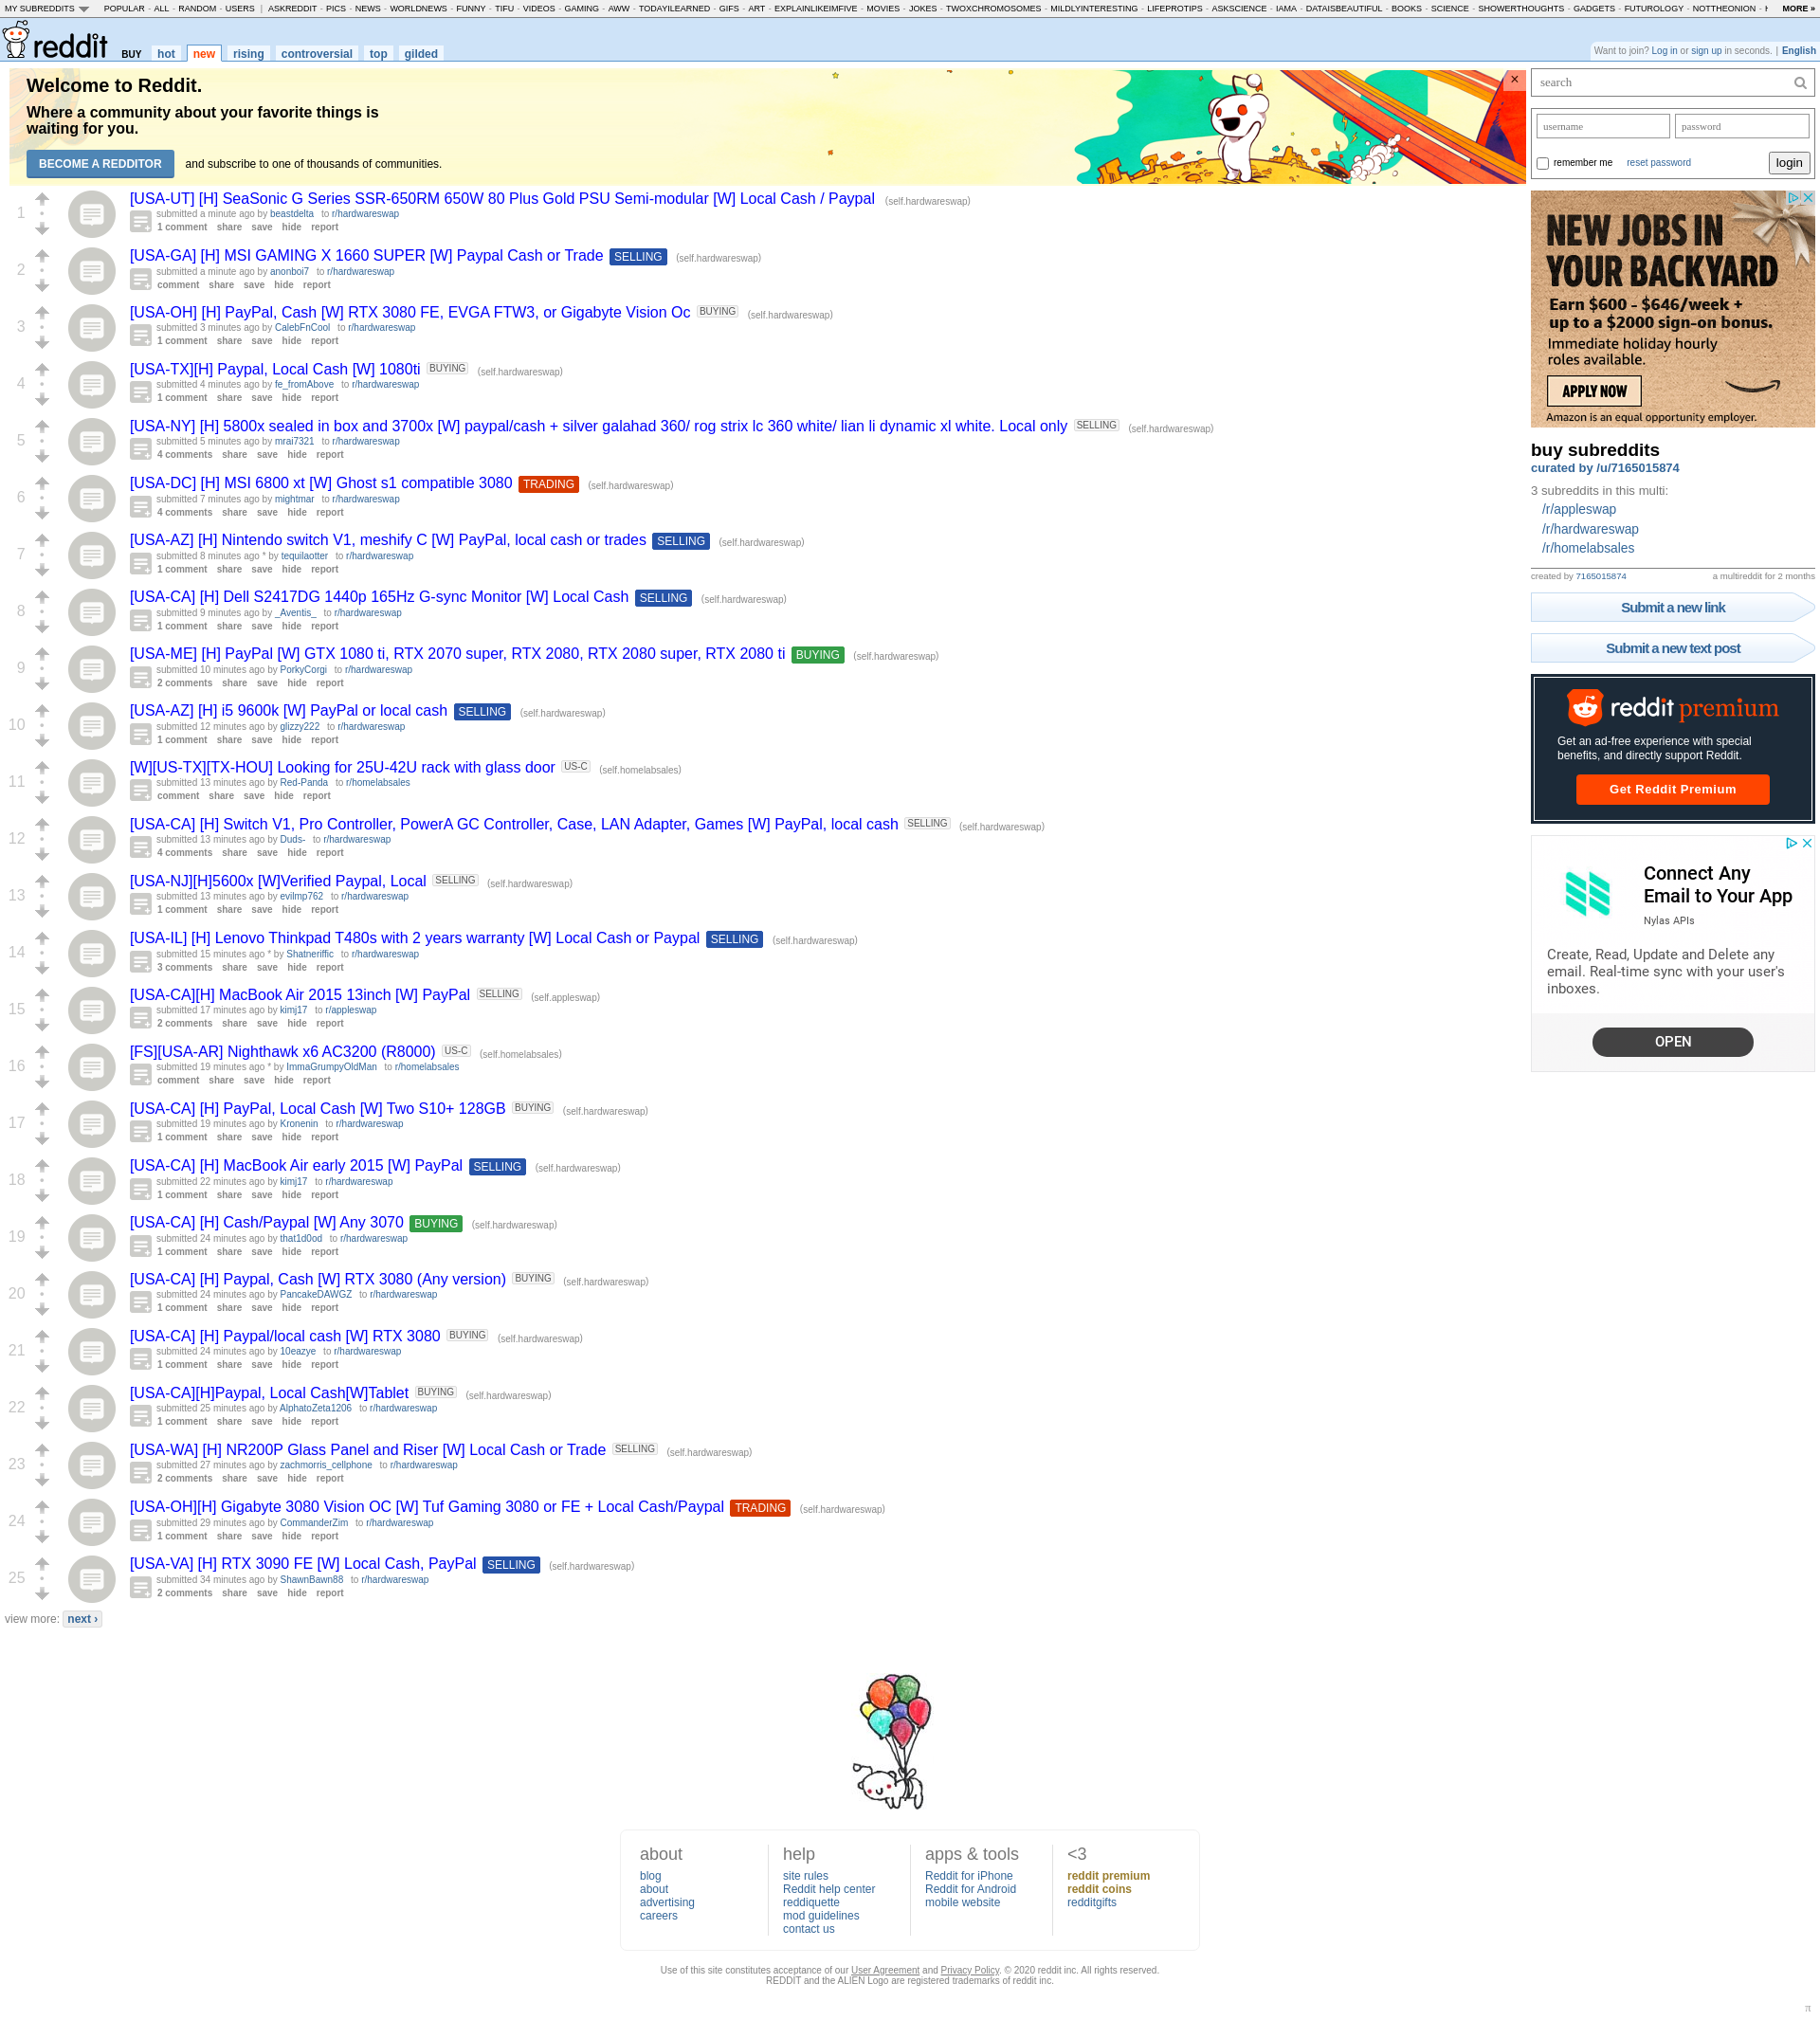 MY SUBREDDITS POPULAR - ALL - RANDOM - USERS | ASKREDDIT - PICS - NEWS - WORLDNEWS - FUNNY - TIFU - VIDEOS - GAMING - AWW - TODAYILEARNED - GIFS - ART - EXPLAINLIKEIMFIVE - MOVIES - JOKES - TWOXCHROMOSOMES - MILDLYINTERESTING - LIFEPROTIPS - ASKSCIENCE - IAMA - DATAISBEAUTIFUL - BOOKS - SCIENCE - SHOWERTHOUGHTS - GADGETS - FUTUROLOGY - NOTTHEONION - MORE »
reddit BUY hot new rising controversial top gilded
Want to join? Log in or sign up in seconds. | English
Welcome to Reddit.
Where a community about your favorite things is
waiting for you.
BECOME A REDDITOR and subscribe to one of thousands of communities.
×
1
[USA-UT] [H] SeaSonic G Series SSR-650RM 650W 80 Plus Gold PSU Semi-modular [W] Local Cash / Paypal (self.hardwareswap)
submitted a minute ago by beastdelta to r/hardwareswap
1 comment share save hide report
2
[USA-GA] [H] MSI GAMING X 1660 SUPER [W] Paypal Cash or Trade SELLING (self.hardwareswap)
submitted a minute ago by anonboi7 to r/hardwareswap
comment share save hide report
3
[USA-OH] [H] PayPal, Cash [W] RTX 3080 FE, EVGA FTW3, or Gigabyte Vision Oc BUYING (self.hardwareswap)
submitted 3 minutes ago by CalebFnCool to r/hardwareswap
1 comment share save hide report
4
[USA-TX][H] Paypal, Local Cash [W] 1080ti BUYING (self.hardwareswap)
submitted 4 minutes ago by fe_fromAbove to r/hardwareswap
1 comment share save hide report
5
[USA-NY] [H] 5800x sealed in box and 3700x [W] paypal/cash + silver galahad 360/ rog strix lc 360 white/ lian li dynamic xl white. Local only SELLING (self.hardwareswap)
submitted 5 minutes ago by mrai7321 to r/hardwareswap
4 comments share save hide report
6
[USA-DC] [H] MSI 6800 xt [W] Ghost s1 compatible 3080 TRADING (self.hardwareswap)
submitted 7 minutes ago by mightmar to r/hardwareswap
4 comments share save hide report
7
[USA-AZ] [H] Nintendo switch V1, meshify C [W] PayPal, local cash or trades SELLING (self.hardwareswap)
submitted 8 minutes ago * by tequilaotter to r/hardwareswap
1 comment share save hide report
8
[USA-CA] [H] Dell S2417DG 1440p 165Hz G-sync Monitor [W] Local Cash SELLING (self.hardwareswap)
submitted 9 minutes ago by _Aventis_ to r/hardwareswap
1 comment share save hide report
9
[USA-ME] [H] PayPal [W] GTX 1080 ti, RTX 2070 super, RTX 2080, RTX 2080 super, RTX 2080 ti BUYING (self.hardwareswap)
submitted 10 minutes ago by PorkyCorgi to r/hardwareswap
2 comments share save hide report
10
[USA-AZ] [H] i5 9600k [W] PayPal or local cash SELLING (self.hardwareswap)
submitted 12 minutes ago by glizzy222 to r/hardwareswap
1 comment share save hide report
11
[W][US-TX][TX-HOU] Looking for 25U-42U rack with glass door US-C (self.homelabsales)
submitted 13 minutes ago by Red-Panda to r/homelabsales
comment share save hide report
12
[USA-CA] [H] Switch V1, Pro Controller, PowerA GC Controller, Case, LAN Adapter, Games [W] PayPal, local cash SELLING (self.hardwareswap)
submitted 13 minutes ago by Duds- to r/hardwareswap
4 comments share save hide report
13
[USA-NJ][H]5600x [W]Verified Paypal, Local SELLING (self.hardwareswap)
submitted 13 minutes ago by evilmp762 to r/hardwareswap
1 comment share save hide report
14
[USA-IL] [H] Lenovo Thinkpad T480s with 2 years warranty [W] Local Cash or Paypal SELLING (self.hardwareswap)
submitted 15 minutes ago * by Shatneriffic to r/hardwareswap
3 comments share save hide report
15
[USA-CA][H] MacBook Air 2015 13inch [W] PayPal SELLING (self.appleswap)
submitted 17 minutes ago by kimj17 to r/appleswap
2 comments share save hide report
16
[FS][USA-AR] Nighthawk x6 AC3200 (R8000) US-C (self.homelabsales)
submitted 19 minutes ago * by ImmaGrumpyOldMan to r/homelabsales
comment share save hide report
17
[USA-CA] [H] PayPal, Local Cash [W] Two S10+ 128GB BUYING (self.hardwareswap)
submitted 19 minutes ago by Kronenin to r/hardwareswap
1 comment share save hide report
18
[USA-CA] [H] MacBook Air early 2015 [W] PayPal SELLING (self.hardwareswap)
submitted 22 minutes ago by kimj17 to r/hardwareswap
1 comment share save hide report
19
[USA-CA] [H] Cash/Paypal [W] Any 3070 BUYING (self.hardwareswap)
submitted 24 minutes ago by that1d0od to r/hardwareswap
1 comment share save hide report
20
[USA-CA] [H] Paypal, Cash [W] RTX 3080 (Any version) BUYING (self.hardwareswap)
submitted 24 minutes ago by PancakeDAWGZ to r/hardwareswap
1 comment share save hide report
21
[USA-CA] [H] Paypal/local cash [W] RTX 3080 BUYING (self.hardwareswap)
submitted 24 minutes ago by 10eazye to r/hardwareswap
1 comment share save hide report
22
[USA-CA][H]Paypal, Local Cash[W]Tablet BUYING (self.hardwareswap)
submitted 25 minutes ago by AlphatoZeta1206 to r/hardwareswap
1 comment share save hide report
23
[USA-WA] [H] NR200P Glass Panel and Riser [W] Local Cash or Trade SELLING (self.hardwareswap)
submitted 27 minutes ago by zachmorris_cellphone to r/hardwareswap
2 comments share save hide report
24
[USA-OH][H] Gigabyte 3080 Vision OC [W] Tuf Gaming 3080 or FE + Local Cash/Paypal TRADING (self.hardwareswap)
submitted 29 minutes ago by CommanderZim to r/hardwareswap
1 comment share save hide report
25
[USA-VA] [H] RTX 3090 FE [W] Local Cash, PayPal SELLING (self.hardwareswap)
submitted 34 minutes ago by ShawnBawn88 to r/hardwareswap
2 comments share save hide report
view more: next ›
search
username password
remember me reset password login
NEW JOBS IN
YOUR BACKYARD
Earn $600 - $646/week +
up to a $2000 sign-on bonus.
Immediate holiday hourly
roles available.
APPLY NOW
Amazon is an equal opportunity employer.
buy subreddits
curated by /u/7165015874
3 subreddits in this multi:
/r/appleswap
/r/hardwareswap
/r/homelabsales
created by 7165015874 a multireddit for 2 months
Submit a new link
Submit a new text post
reddit premium
Get an ad-free experience with special
benefits, and directly support Reddit.
Get Reddit Premium
Connect Any
Email to Your App
Nylas APIs
Create, Read, Update and Delete any
email. Real-time sync with your user's
inboxes.
OPEN
about
blog
about
advertising
careers
help
site rules
Reddit help center
reddiquette
mod guidelines
contact us
apps & tools
Reddit for iPhone
Reddit for Android
mobile website
<3
reddit premium
reddit coins
redditgifts
Use of this site constitutes acceptance of our User Agreement and Privacy Policy. © 2020 reddit inc. All rights reserved.
REDDIT and the ALIEN Logo are registered trademarks of reddit inc.
π